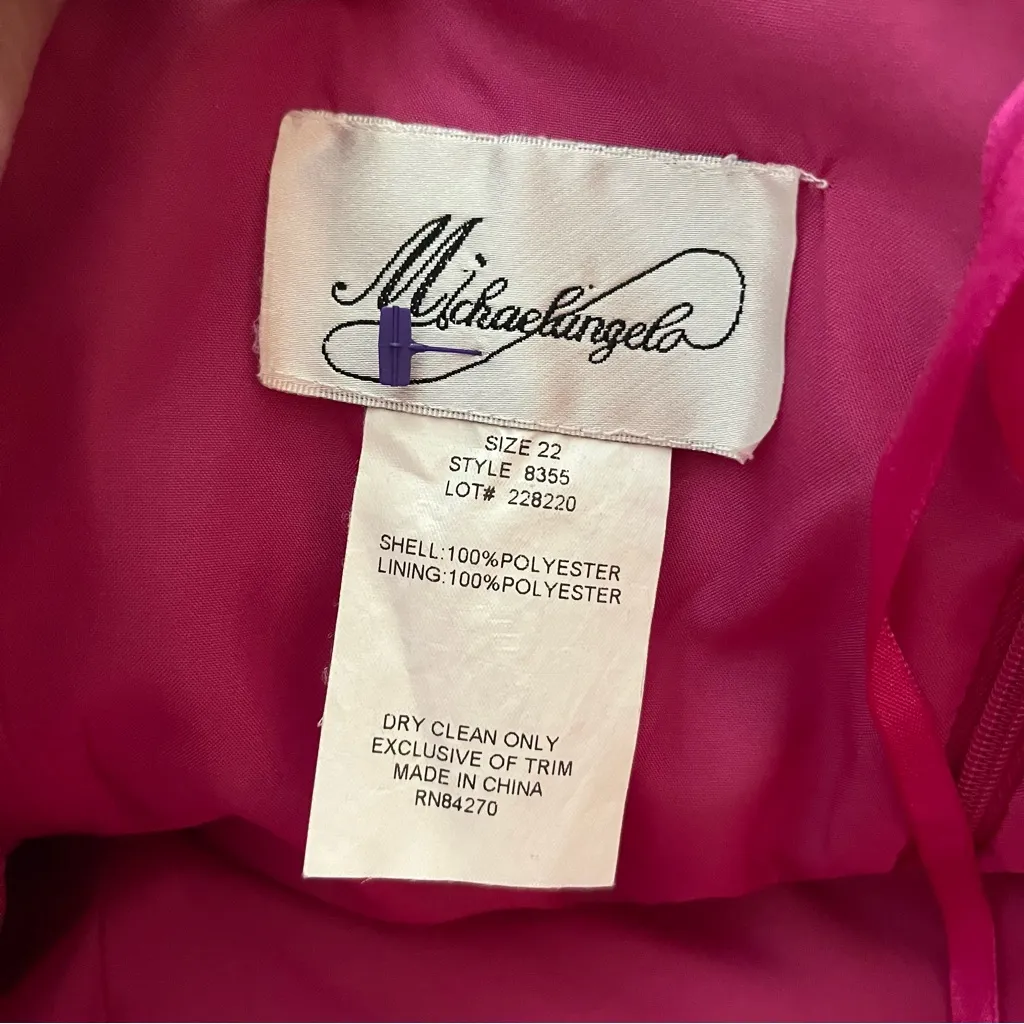 Michaelangelo
SIZE 22
STYLE 8355
LOT# 228220
SHELL:100%POLYESTER
LINING:100%POLYESTER
DRY CLEAN ONLY
EXCLUSIVE OF TRIM
MADE IN CHINA
RN84270